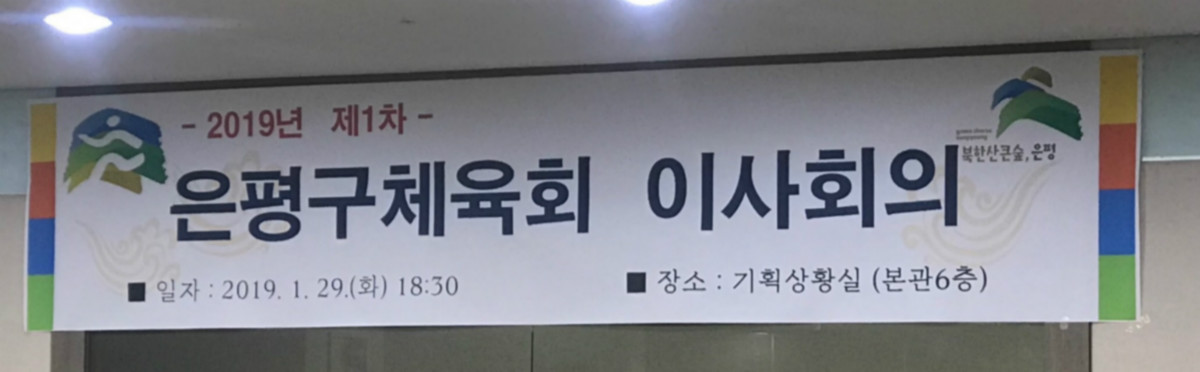 - 2019년 제1차 -
은평구체육회 이사회의
북한산큰숲, 은평
■ 일자 : 2019. 1. 29.(화) 18:30
■ 장소 : 기획상황실 (본관6층)